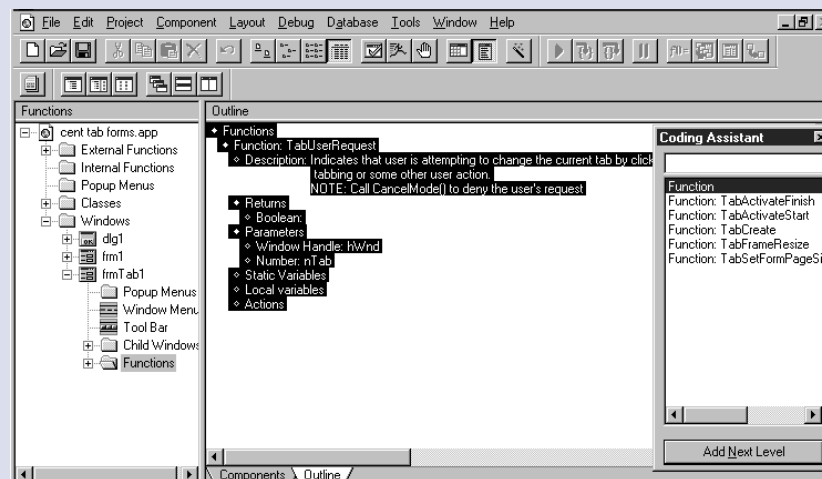 File Edit Project Component Layout Debug Database Tools Window Help
Functions
cent tab forms.app
External Functions
Internal Functions
Popup Menus
Classes
Windows
dlg1
frm1
frmTab1
Popup Menus
Window Menu
Tool Bar
Child Windows
Functions
Outline
Functions
Function: TabUserRequest
Description: Indicates that user is attempting to change the current tab by click
tabbing or some other user action.
NOTE: Call CancelMode() to deny the user's request
Returns
Boolean:
Parameters
Window Handle: hWnd
Number: nTab
Static Variables
Local variables
Actions
Components Outline
Coding Assistant
Function
Function: TabActivateFinish
Function: TabActivateStart
Function: TabCreate
Function: TabFrameResize
Function: TabSetFormPageSi
Add Next Level